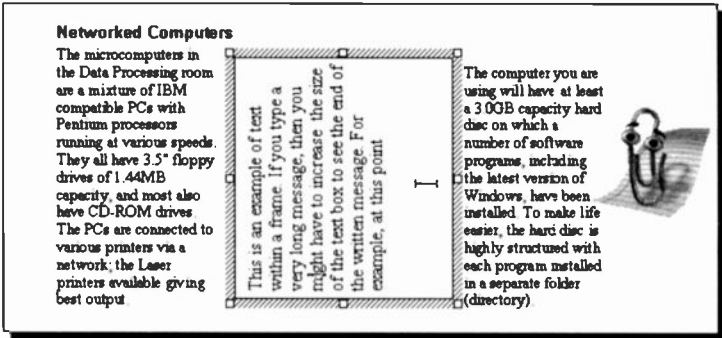 Networked Computers
The microcomputers in
the Data Processing room
are a mixture of IBM
compatible PCs with
Pentium processors
running at various speeds.
They all have 3.5" floppy
drives of 1.44MB
capacity, and most also
have CD-ROM drives.
The PCs are connected to
various printers via a
network; the Laser
printers available giving
best output.
This is an example of text
within a frame. If you type a
very long message, then you
might have to increase the size
of the text box to see the end of
the written message. For
example, at this point
The computer you are
using will have at least
a 3.0GB capacity hard
disc on which a
number of software
programs, including
the latest version of
Windows, have been
installed. To make life
easier, the hard disc is
highly structured with
each program installed
in a separate folder
(directory).